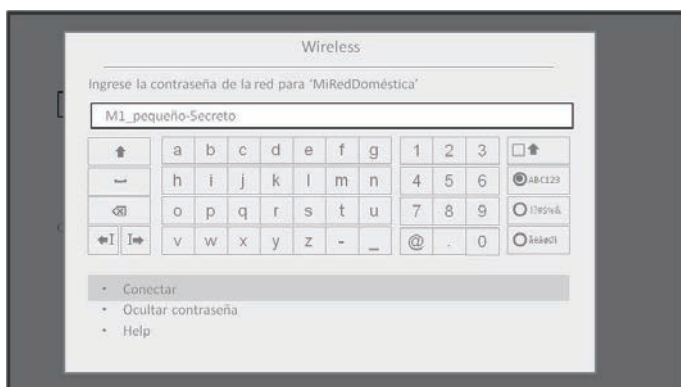 Wireless
Ingrese la contraseña de la red para 'MiRedDoméstica'
M1_pequeño-Secreto
a b c d e f g 1 2 3
h i j k l m n 4 5 6 ABC123
o p q r s t u 7 8 9 !?#$%&
v w x y z - _ @ . 0
• Conectar
• Ocultar contraseña
• Help